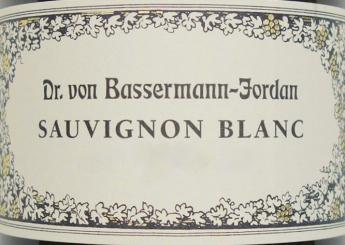 Dr. von Bassermann-Jordan
SAUVIGNON BLANC